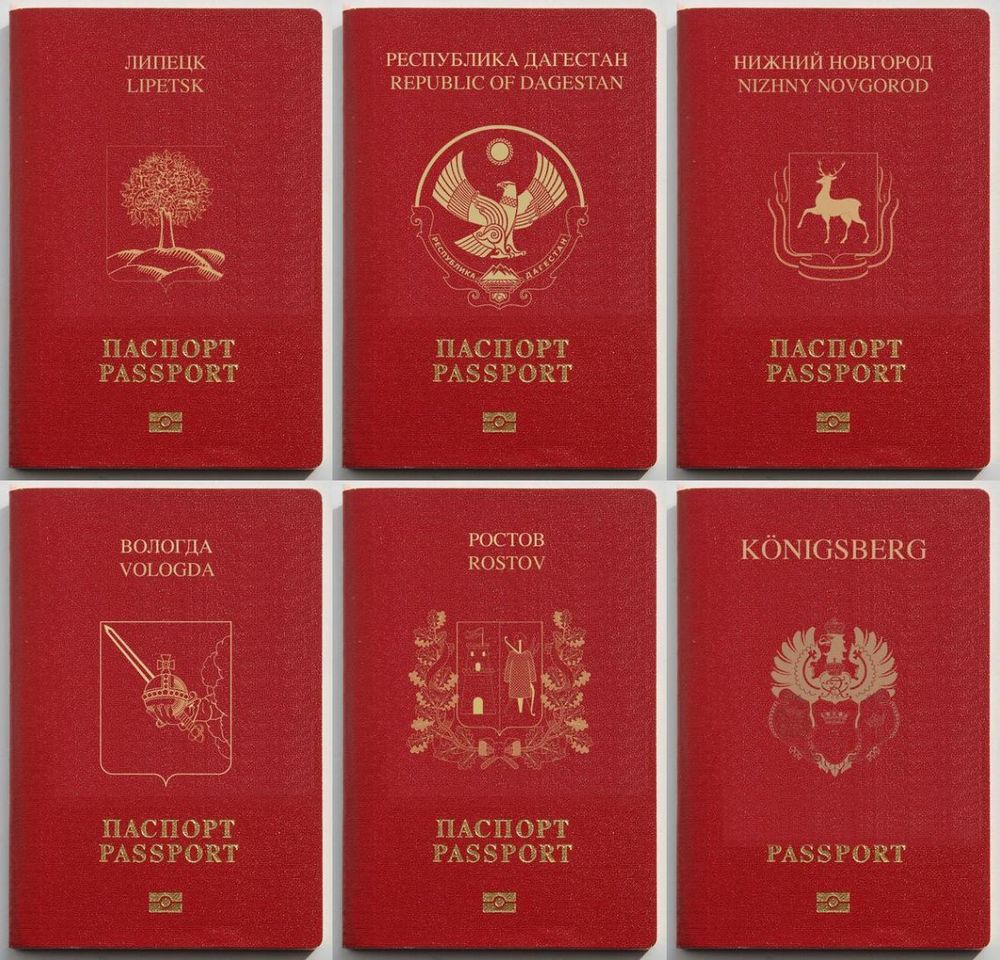 ЛИПЕЦК
LIPETSK
ПАСПОРТ
PASSPORT
РЕСПУБЛИКА ДАГЕСТАН
REPUBLIC OF DAGESTAN
РЕСПУБЛИКА ДАГЕСТАН
ПАСПОРТ
PASSPORT
НИЖНИЙ НОВГОРОД
NIZHNY NOVGOROD
ПАСПОРТ
PASSPORT
ВОЛОГДА
VOLOGDA
ПАСПОРТ
PASSPORT
РОСТОВ
ROSTOV
ПАСПОРТ
PASSPORT
KÖNIGSBERG
PASSPORT